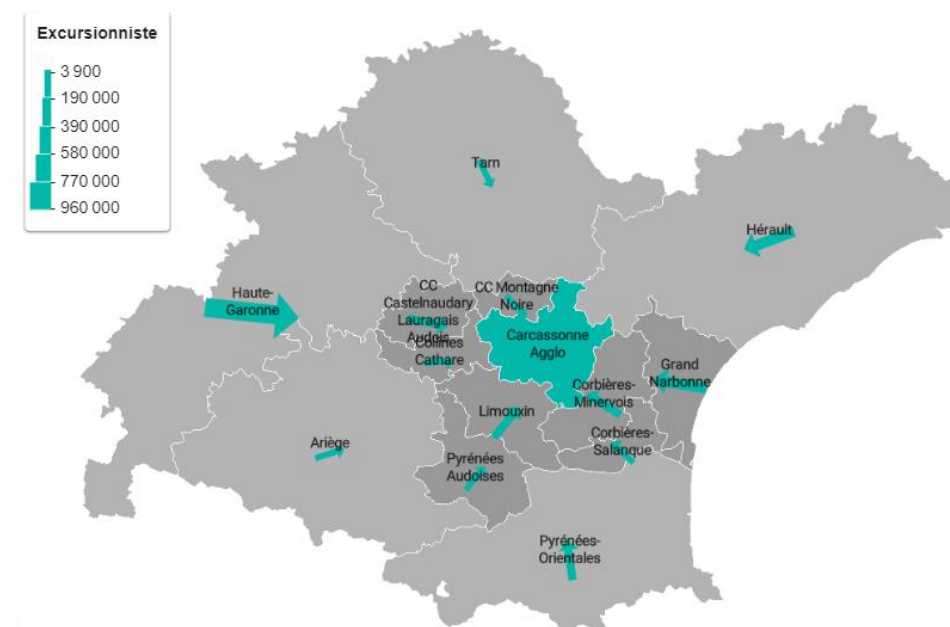 Excursionniste
3 900
190 000
390 000
580 000
770 000
960 000
Tarn
Hérault
Haute-
Garonne
CC
Castelnaudary
Lauragais
Audois
CC Montagne
Noire
Collines
Cathare
Carcassonne
Agglo
Grand
Narbonne
Corbières-
Minervois
Limouxin
Corbières-
Salanque
Ariège
Pyrénées
Audoises
Pyrénées-
Orientales